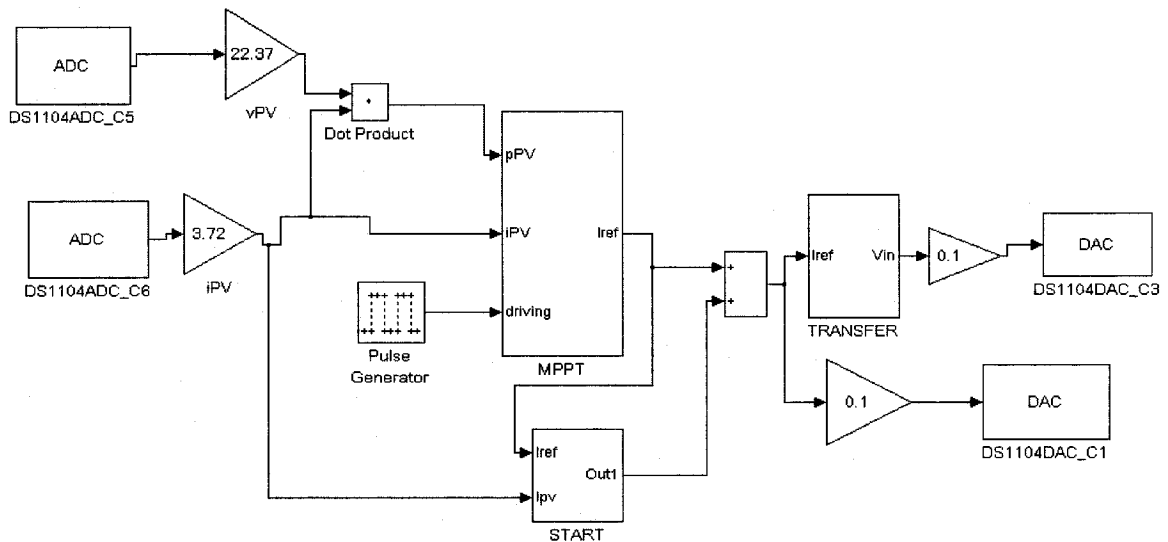 ADC
DS1104ADC_C5
22.37
vPV
Dot Product
ADC
DS1104ADC_C6
3.72
iPV
Pulse
Generator
pPV
iPV
driving
Iref
MPPT
Iref
Ipv
Out1
START
+
+
Iref
Vin
TRANSFER
0.1
DAC
DS1104DAC_C3
0.1
DAC
DS1104DAC_C1